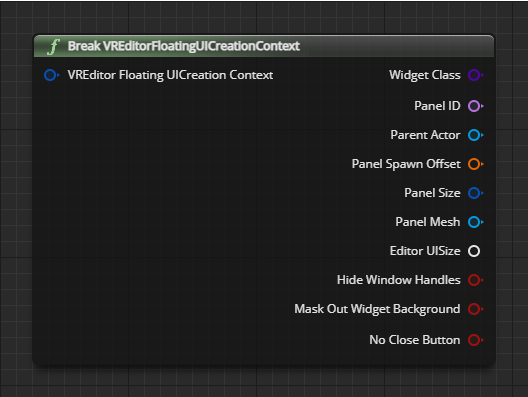 f Break VREditorFloatingUICreationContext
VREditor Floating UICreation Context
Widget Class
Panel ID
Parent Actor
Panel Spawn Offset
Panel Size
Panel Mesh
Editor UISize
Hide Window Handles
Mask Out Widget Background
No Close Button